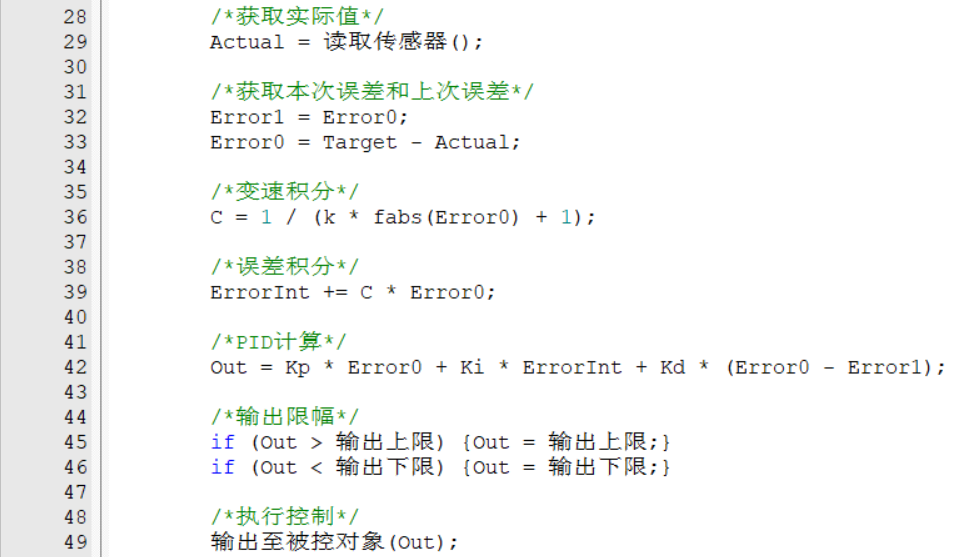 28 /*获取实际值*/
29 Actual = 读取传感器();
30
31 /*获取本次误差和上次误差*/
32 Error1 = Error0;
33 Error0 = Target - Actual;
34
35 /*变速积分*/
36 C = 1 / (k * fabs(Error0) + 1);
37
38 /*误差积分*/
39 ErrorInt += C * Error0;
40
41 /*PID计算*/
42 Out = Kp * Error0 + Ki * ErrorInt + Kd * (Error0 - Error1);
43
44 /*输出限幅*/
45 if (Out > 输出上限) {Out = 输出上限;}
46 if (Out < 输出下限) {Out = 输出下限;}
47
48 /*执行控制*/
49 输出至被控对象(Out);